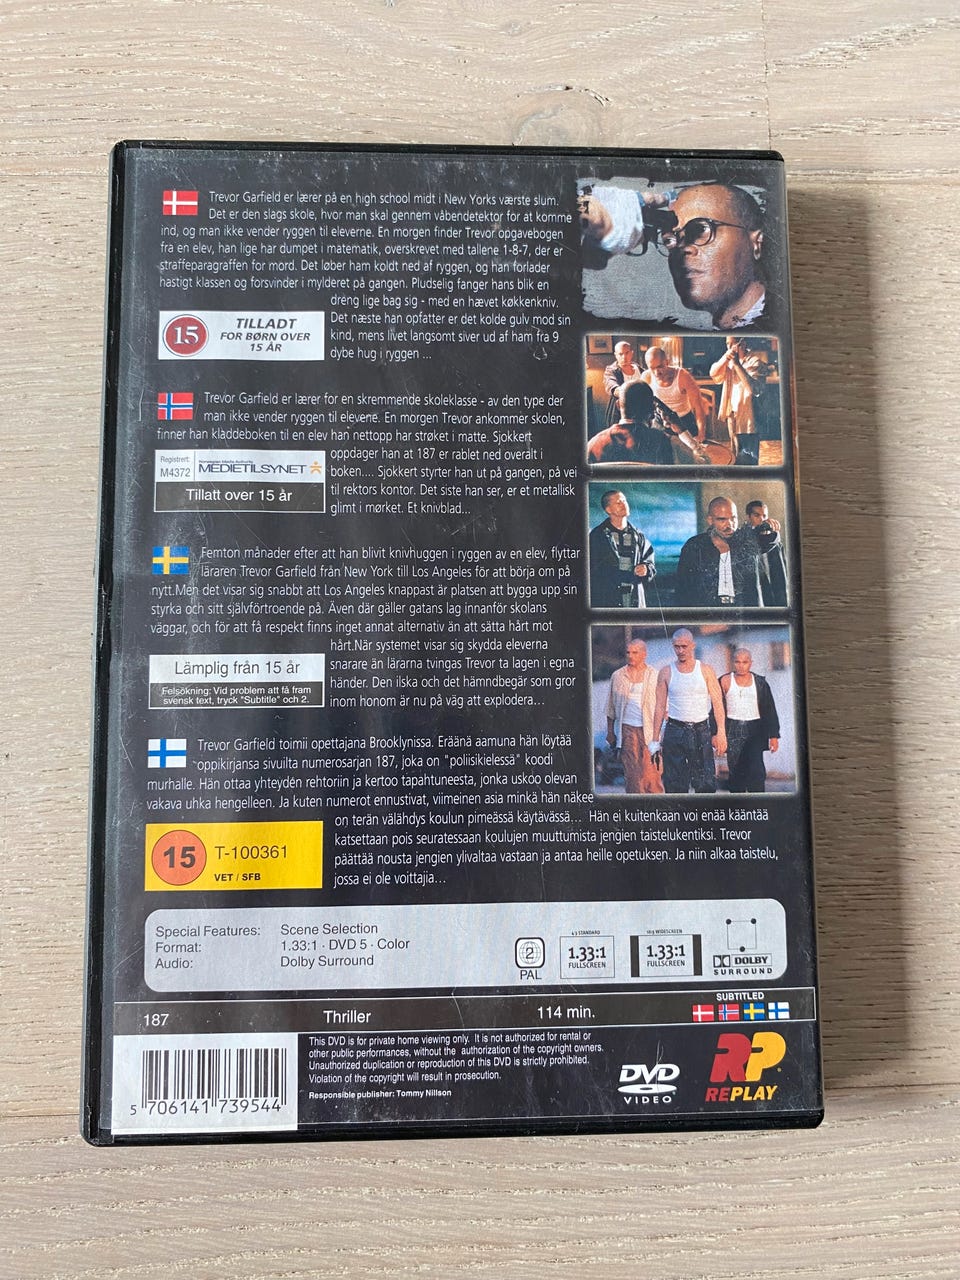 Trevor Garfield er lærer på en high school midt i New Yorks værste slum.
Det er den slags skole, hvor man skal gennem våbendetektor for at komme
ind, og man ikke vender ryggen til eleverne. En morgen finder Trevor opgavebogen
fra en elev, han lige har dumpet i matematik, overskrevet med tallene 1-8-7, der er
straffeparagraffen for mord. Det løber ham koldt ned af ryggen, og han forlader
hastigt klassen og forsvinder i mylderet på gangen. Pludselig fanger hans blik en
dreng lige bag sig - med en hævet køkkenkniv.
Det næste han opfatter er det kolde gulv mod sin
kind, mens livet langsomt siver ud af ham fra 9
dybe hug i ryggen ...
15
TILLADT
FOR BØRN OVER
15 ÅR
Trevor Garfield er lærer for en skremmende skoleklasse - av den type der
man ikke vender ryggen til elevene. En morgen Trevor ankommer skolen,
finner han kladdeboken til en elev han nettopp har strøket i matte. Sjokkert
oppdager han at 187 er rablet ned overalt i
boken.... Sjokkert styrter han ut på gangen, på vei
til rektors kontor. Det siste han ser, er et metallisk
glimt i mørket. Et knivblad...
Registrert:
M4372
Norwegian Media Authority
MEDIETILSYNET
Tillatt over 15 år
Femton månader efter att han blivit knivhuggen i ryggen av en elev, flyttar
läraren Trevor Garfield från New York till Los Angeles för att börja om på
nytt.Men det visar sig snabbt att Los Angeles knappast är platsen att bygga upp sin
styrka och sitt självförtroende på. Även där gäller gatans lag innanför skolans
väggar, och för att få respekt finns inget annat alternativ än att sätta hårt mot
hårt.När systemet visar sig skydda eleverna
snarare än lärarna tvingas Trevor ta lagen i egna
händer. Den ilska och det hämndbegär som gror
inom honom är nu på väg att explodera...
Lämplig från 15 år
Felsökning: Vid problem att få fram
svensk text, tryck "Subtitle" och 2.
Trevor Garfield toimii opettajana Brooklynissa. Eräänä aamuna hän löytää
oppikirjansa sivuilta numerosarjan 187, joka on "poliisikielessä" koodi
murhalle. Hän ottaa yhteydén rehtoriin ja kertoo tapahtuneesta, jonka uskoo olevan
vakava uhka hengelleen. Ja kuten numerot ennustivat, viimeinen asia minkä hän näkee
on terän välähdys koulun pimeässä käytävässä... Hän ei kuitenkaan voi enää kääntää
katsettaan pois seuratessaan koulujen muuttumista jengien taistelukentiksi. Trevor
päättää nousta jengien ylivaltaa vastaan ja antaa heille opetuksen. Ja niin alkaa taistelu,
jossa ei ole voittajia...
15
T-100361
VET / SFB
Special Features: Scene Selection
Format: 1.33:1 · DVD 5 · Color
Audio: Dolby Surround
2
PAL
4:3 STANDARD
1.33:1
FULLSCREEN
16:9 WIDESCREEN
1.33:1
FULLSCREEN
DOLBY
SURROUND
187 Thriller 114 min.
SUBTITLED
This DVD is for private home viewing only. It is not authorized for rental or
other public performances, without the authorization of the copyright owners.
Unauthorized duplication or reproduction of this DVD is strictly prohibited.
Violation of the copyright will result in prosecution.
Responsible publisher: Tommy Nillson
5 706141 739544
DVD
VIDEO
RP
REPLAY